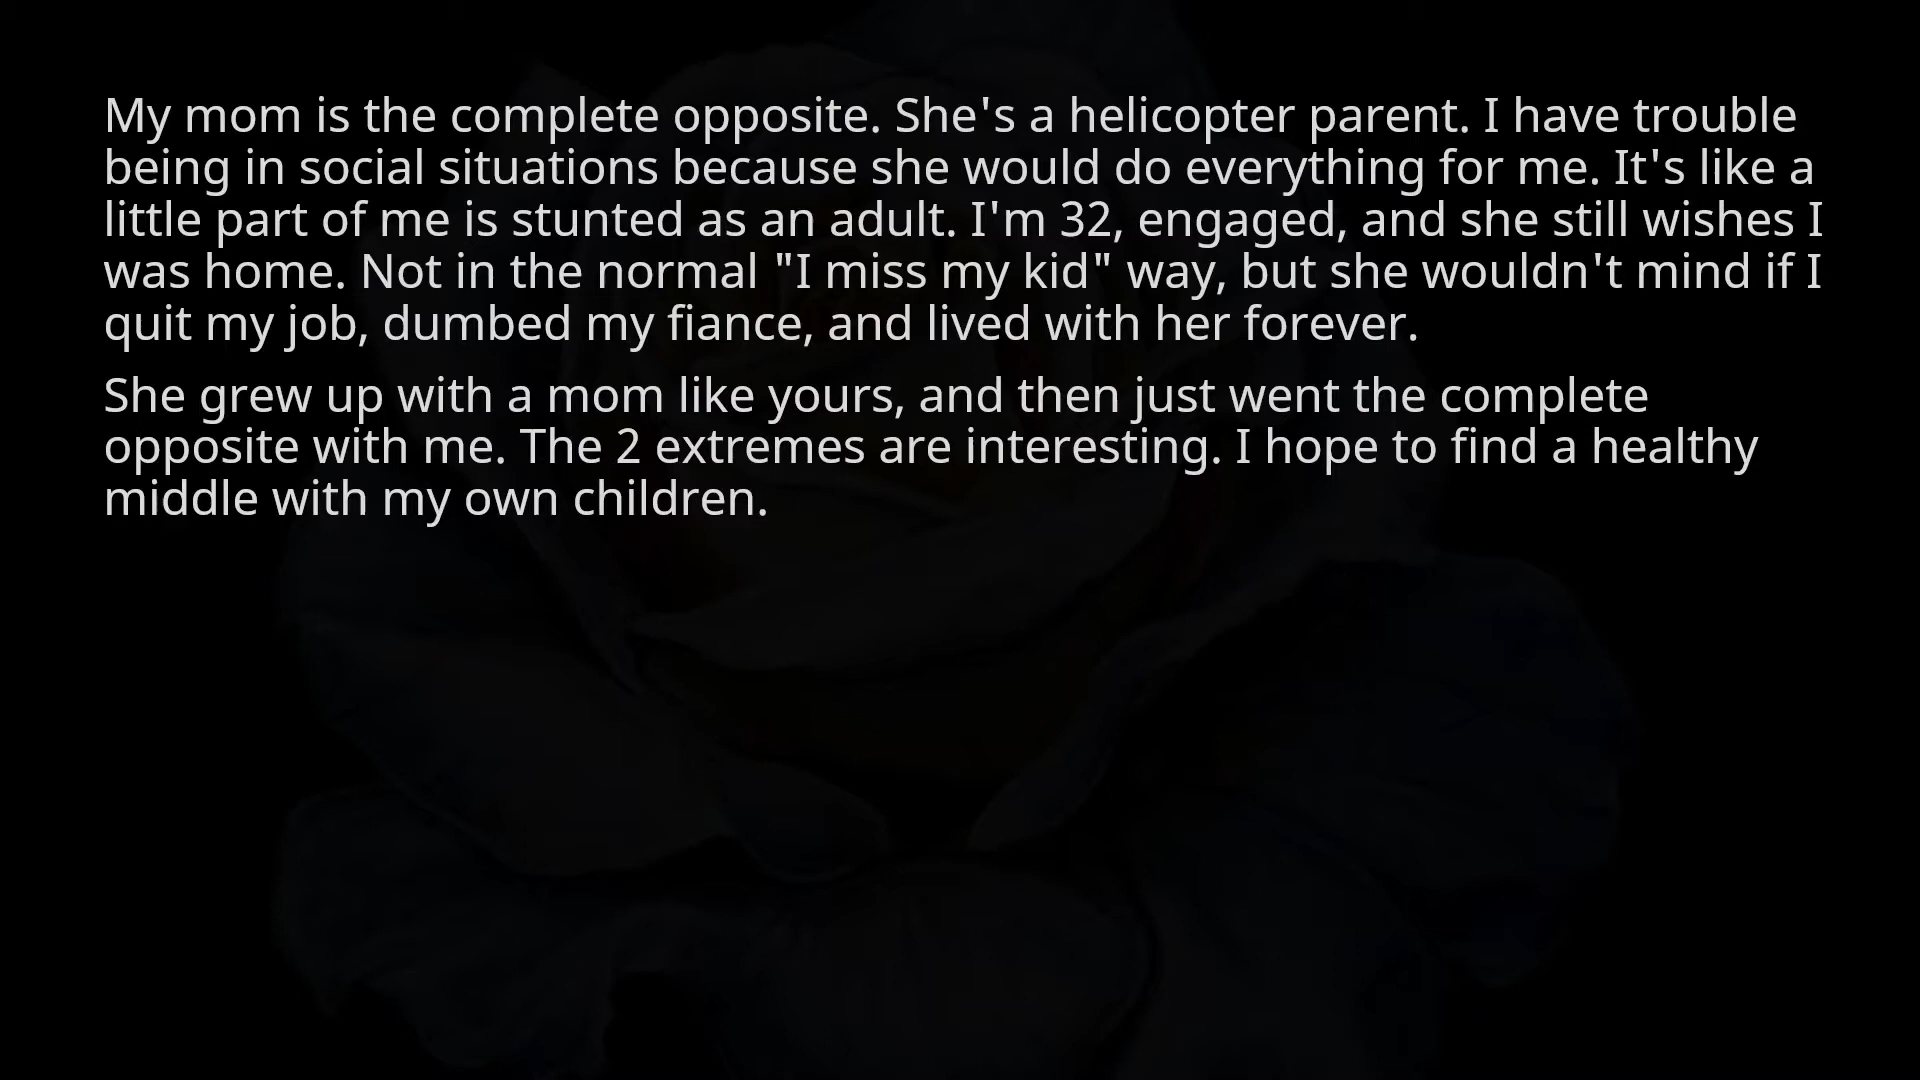 My mom is the complete opposite. She's a helicopter parent. I have trouble
being in social situations because she would do everything for me. It's like a
little part of me is stunted as an adult. I'm 32, engaged, and she still wishes I
was home. Not in the normal "I miss my kid" way, but she wouldn't mind if I
quit my job, dumbed my fiance, and lived with her forever.
She grew up with a mom like yours, and then just went the complete
opposite with me. The 2 extremes are interesting. I hope to find a healthy
middle with my own children.